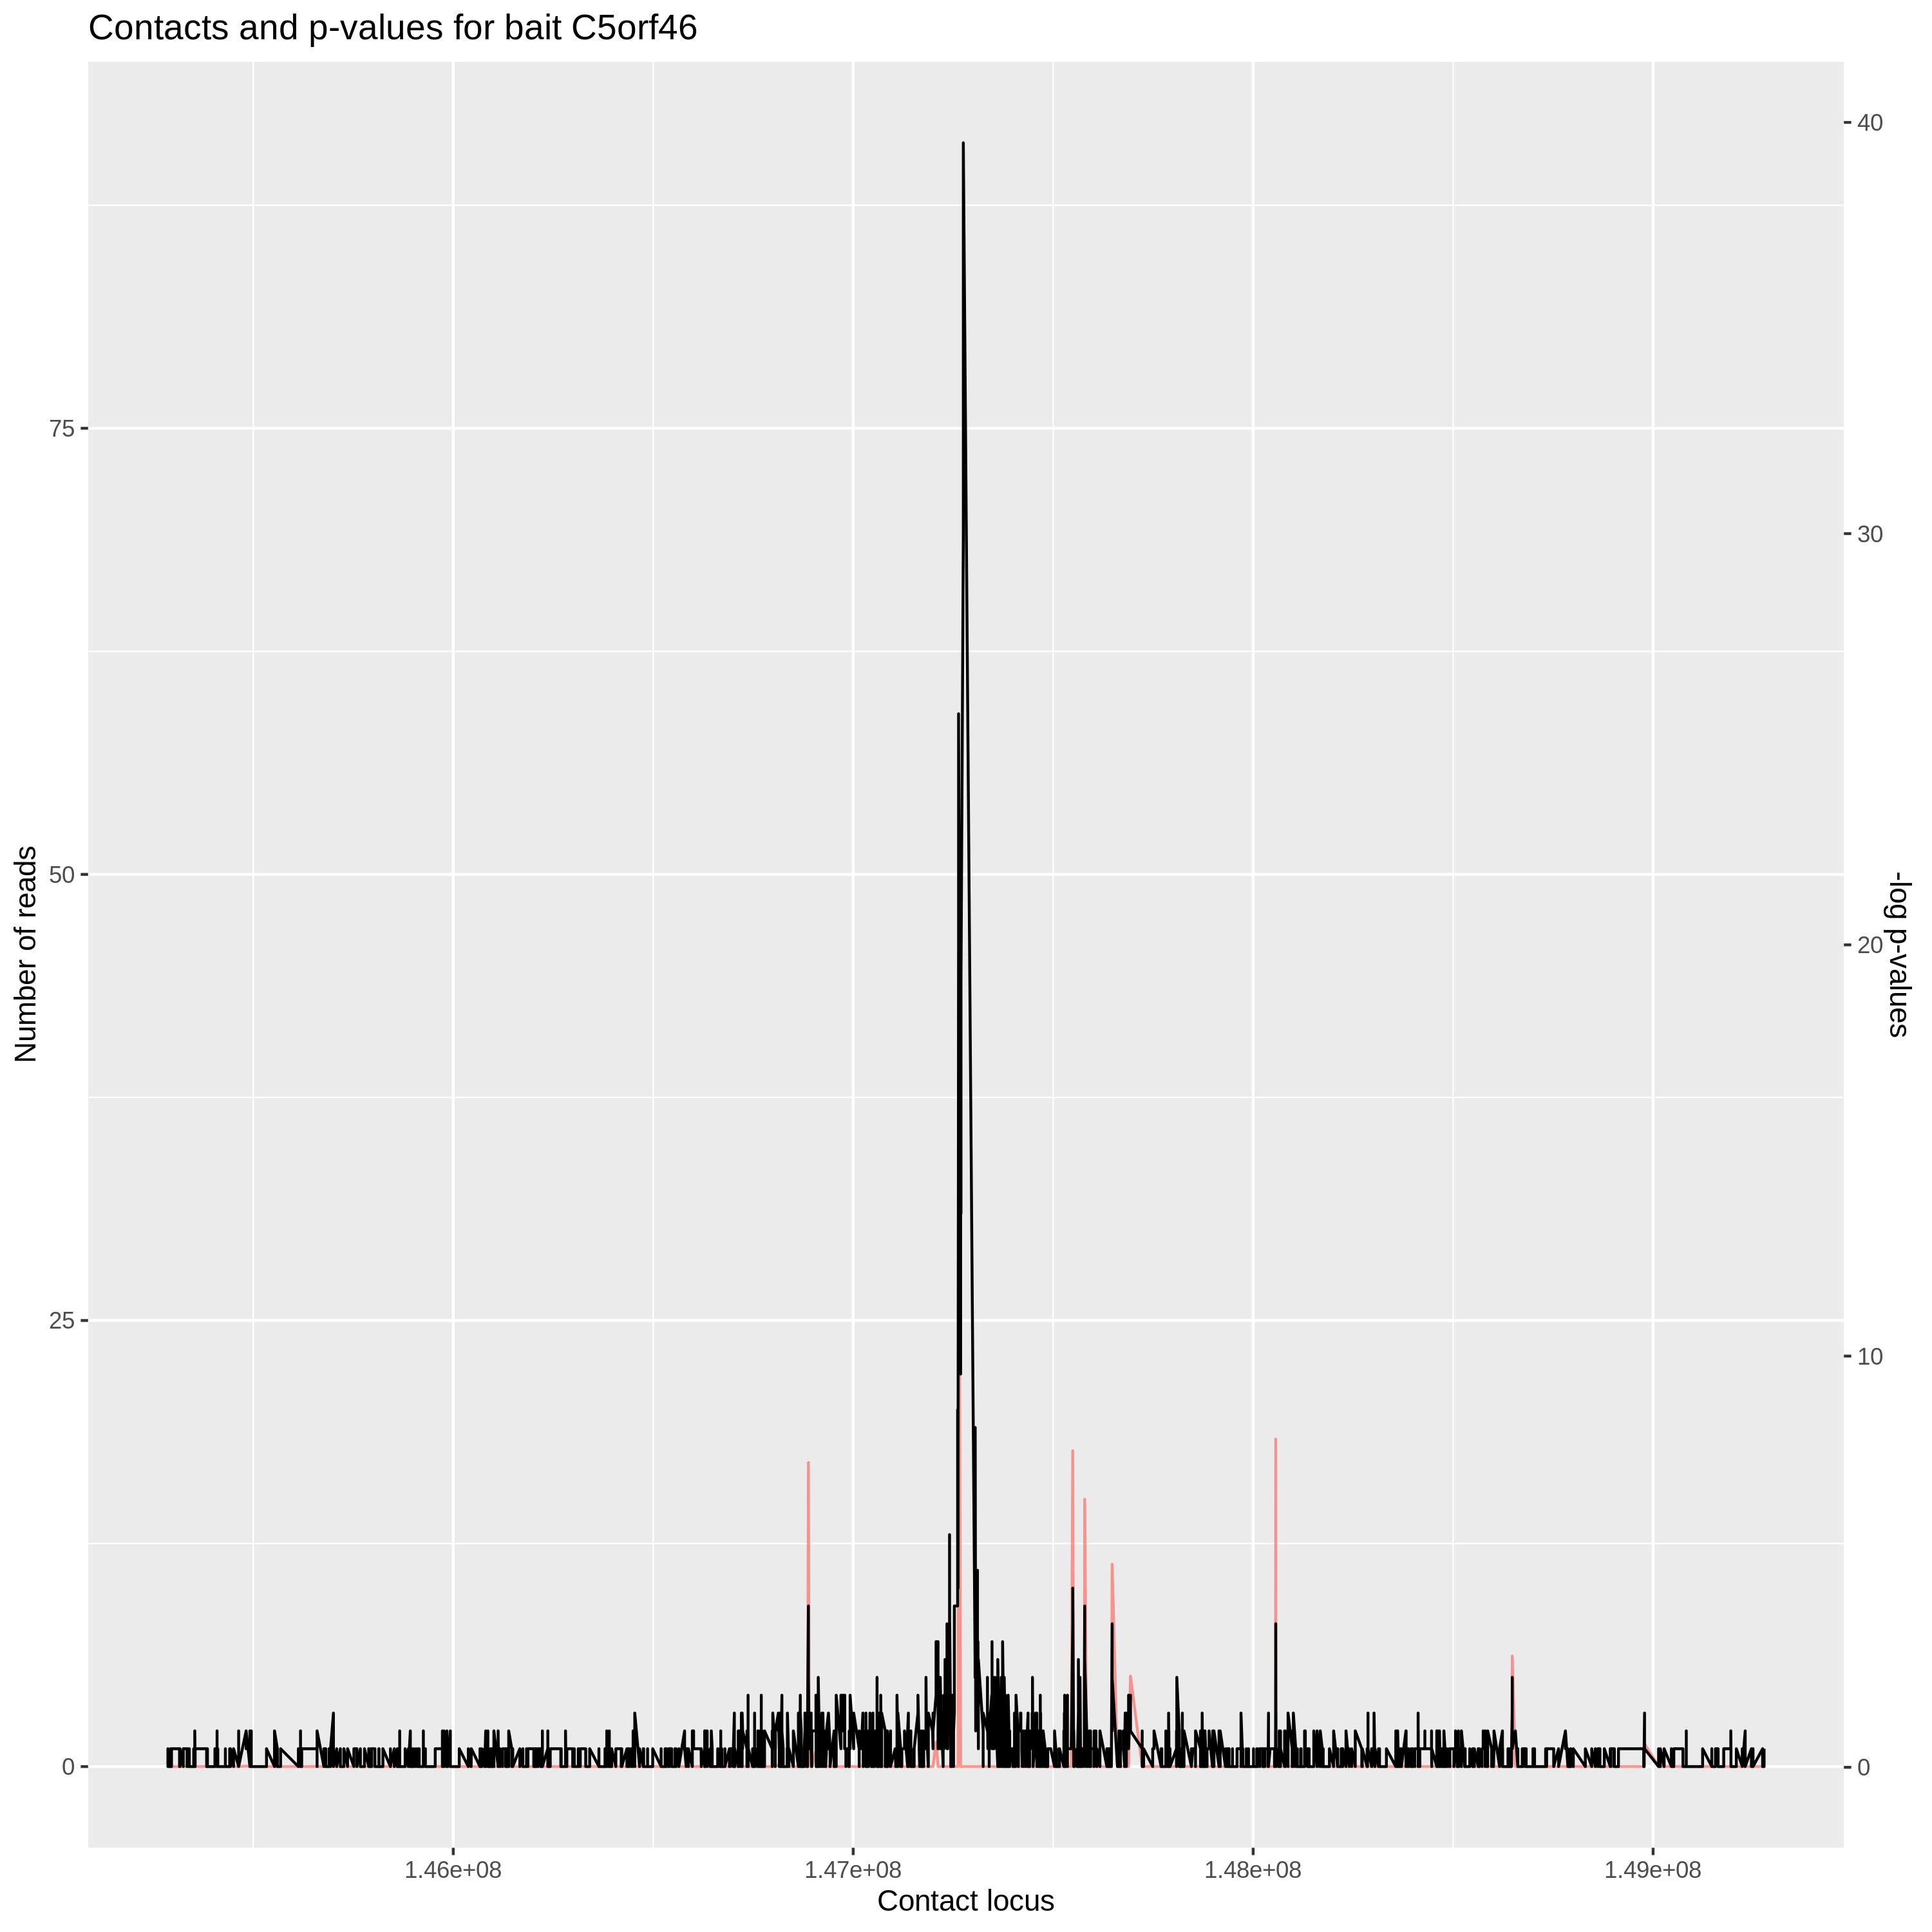 Contacts and p-values for bait C5orf46
75
50
25
0
40
30
20
10
0
Number of reads
-log p-values
1.46e+08
1.47e+08
1.48e+08
1.49e+08
Contact locus